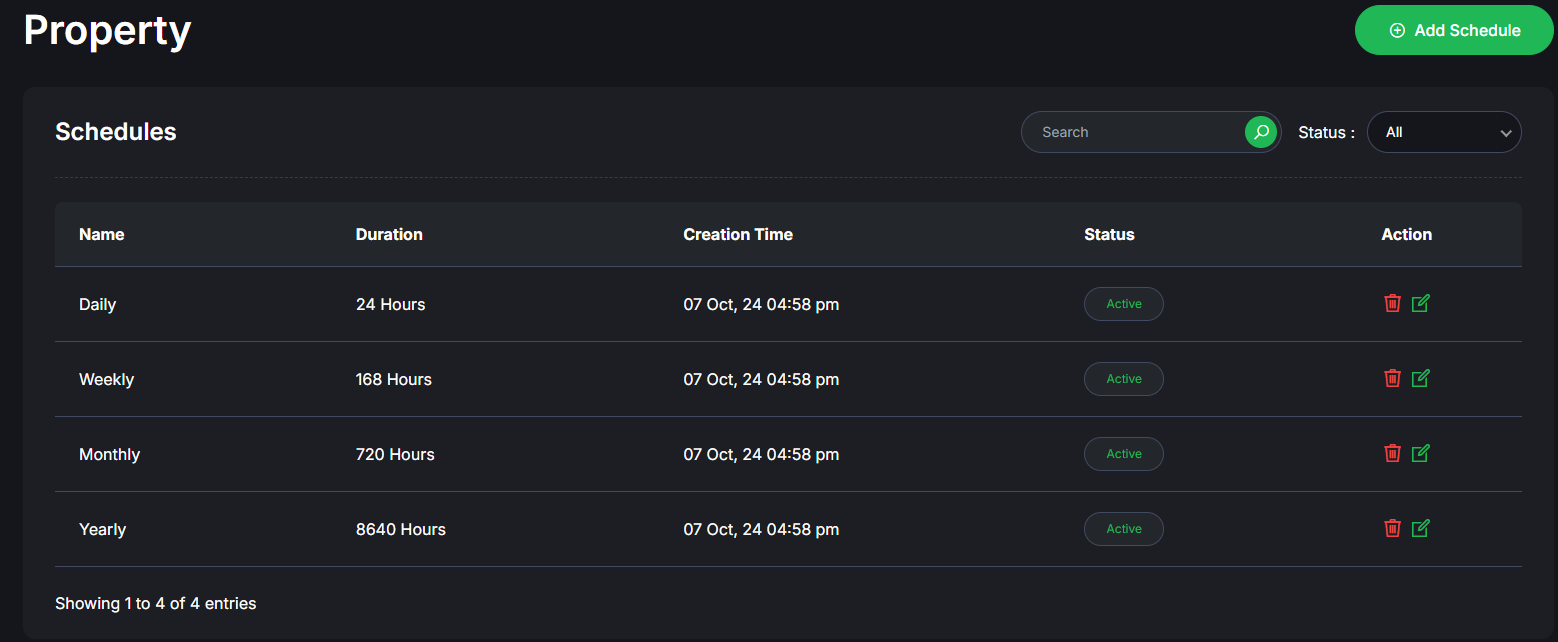 Property
Add Schedule
Schedules
Search
Status :
All
Name Duration Creation Time Status Action
Daily 24 Hours 07 Oct, 24 04:58 pm Active
Weekly 168 Hours 07 Oct, 24 04:58 pm Active
Monthly 720 Hours 07 Oct, 24 04:58 pm Active
Yearly 8640 Hours 07 Oct, 24 04:58 pm Active
Showing 1 to 4 of 4 entries